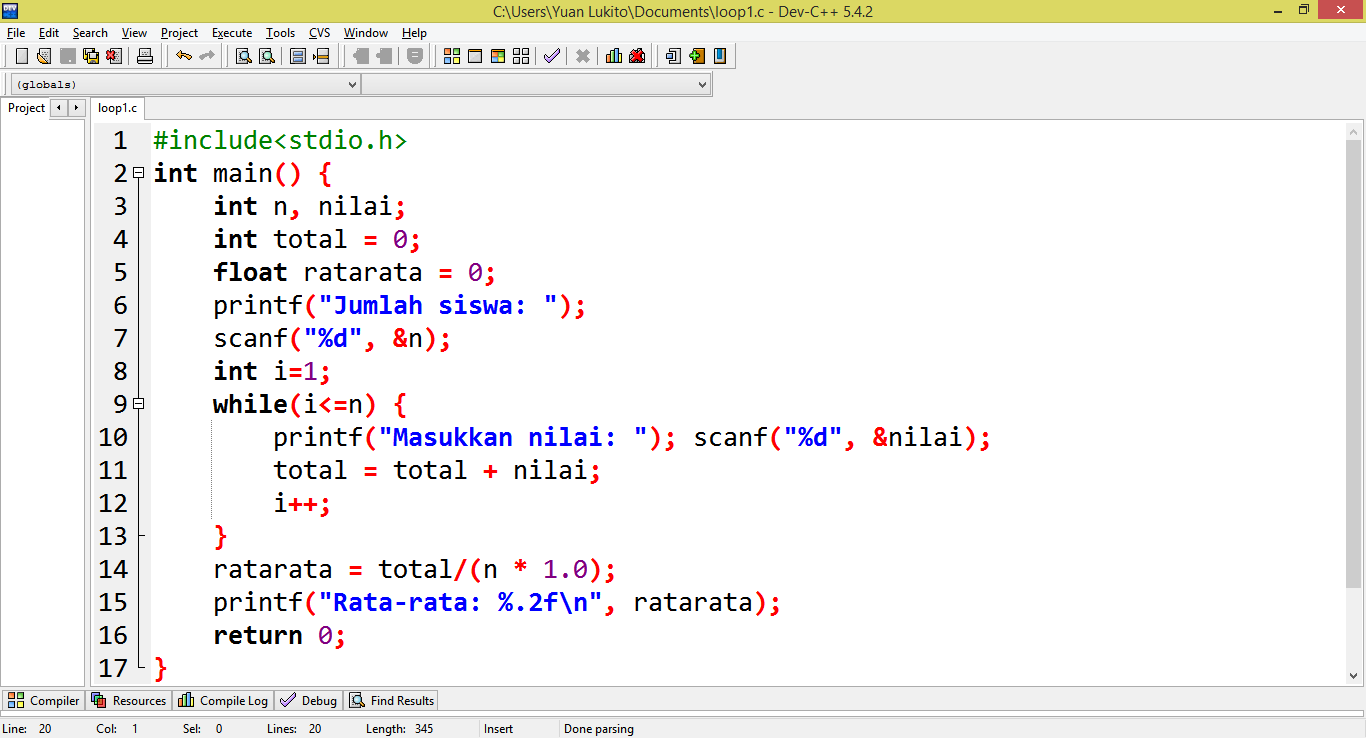 C:\Users\Yuan Lukito\Documents\loop1.c - Dev-C++ 5.4.2
File Edit Search View Project Execute Tools CVS Window Help
(globals)
Project loop1.c
1 #include<stdio.h>
2 int main() {
3 int n, nilai;
4 int total = 0;
5 float ratarata = 0;
6 printf("Jumlah siswa: ");
7 scanf("%d", &n);
8 int i=1;
9 while(i<=n) {
10 printf("Masukkan nilai: "); scanf("%d", &nilai);
11 total = total + nilai;
12 i++;
13 }
14 ratarata = total/(n * 1.0);
15 printf("Rata-rata: %.2f\n", ratarata);
16 return 0;
17 }
Compiler Resources Compile Log Debug Find Results
Line: 20 Col: 1 Sel: 0 Lines: 20 Length: 345 Insert Done parsing